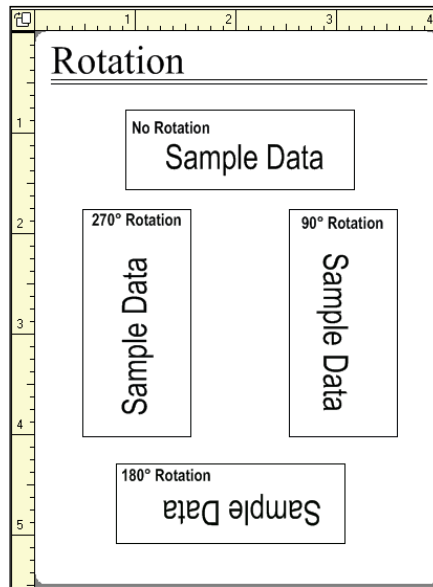 1 2 3 4
Rotation
1
No Rotation
Sample Data
2
270° Rotation
Sample Data
90° Rotation
Sample Data
3
4
180° Rotation
Sample Data
5